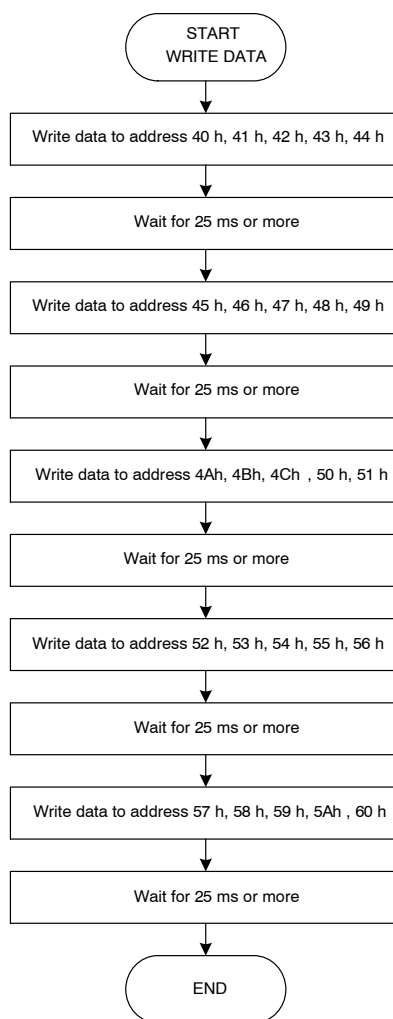 START
WRITE DATA
Write data to address 40 h, 41 h, 42 h, 43 h, 44 h
Wait for 25 ms or more
Write data to address 45 h, 46 h, 47 h, 48 h, 49 h
Wait for 25 ms or more
Write data to address 4Ah, 4Bh, 4Ch , 50 h, 51 h
Wait for 25 ms or more
Write data to address 52 h, 53 h, 54 h, 55 h, 56 h
Wait for 25 ms or more
Write data to address 57 h, 58 h, 59 h, 5Ah , 60 h
Wait for 25 ms or more
END